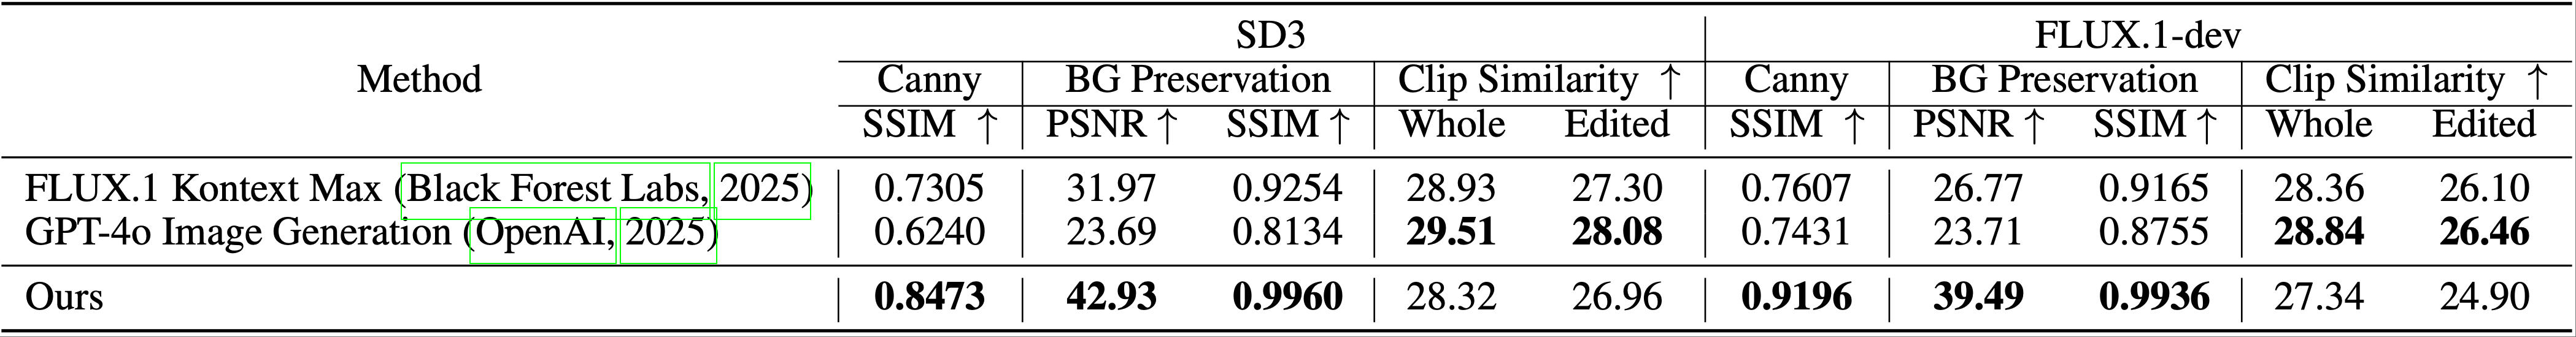 SD3 FLUX.1-dev
Method Canny BG Preservation Clip Similarity ↑ Canny BG Preservation Clip Similarity ↑
SSIM ↑ PSNR ↑ SSIM ↑ Whole Edited SSIM ↑ PSNR ↑ SSIM ↑ Whole Edited
FLUX.1 Kontext Max (Black Forest Labs, 2025) 0.7305 31.97 0.9254 28.93 27.30 0.7607 26.77 0.9165 28.36 26.10
GPT-4o Image Generation (OpenAI, 2025) 0.6240 23.69 0.8134 29.51 28.08 0.7431 23.71 0.8755 28.84 26.46
Ours 0.8473 42.93 0.9960 28.32 26.96 0.9196 39.49 0.9936 27.34 24.90